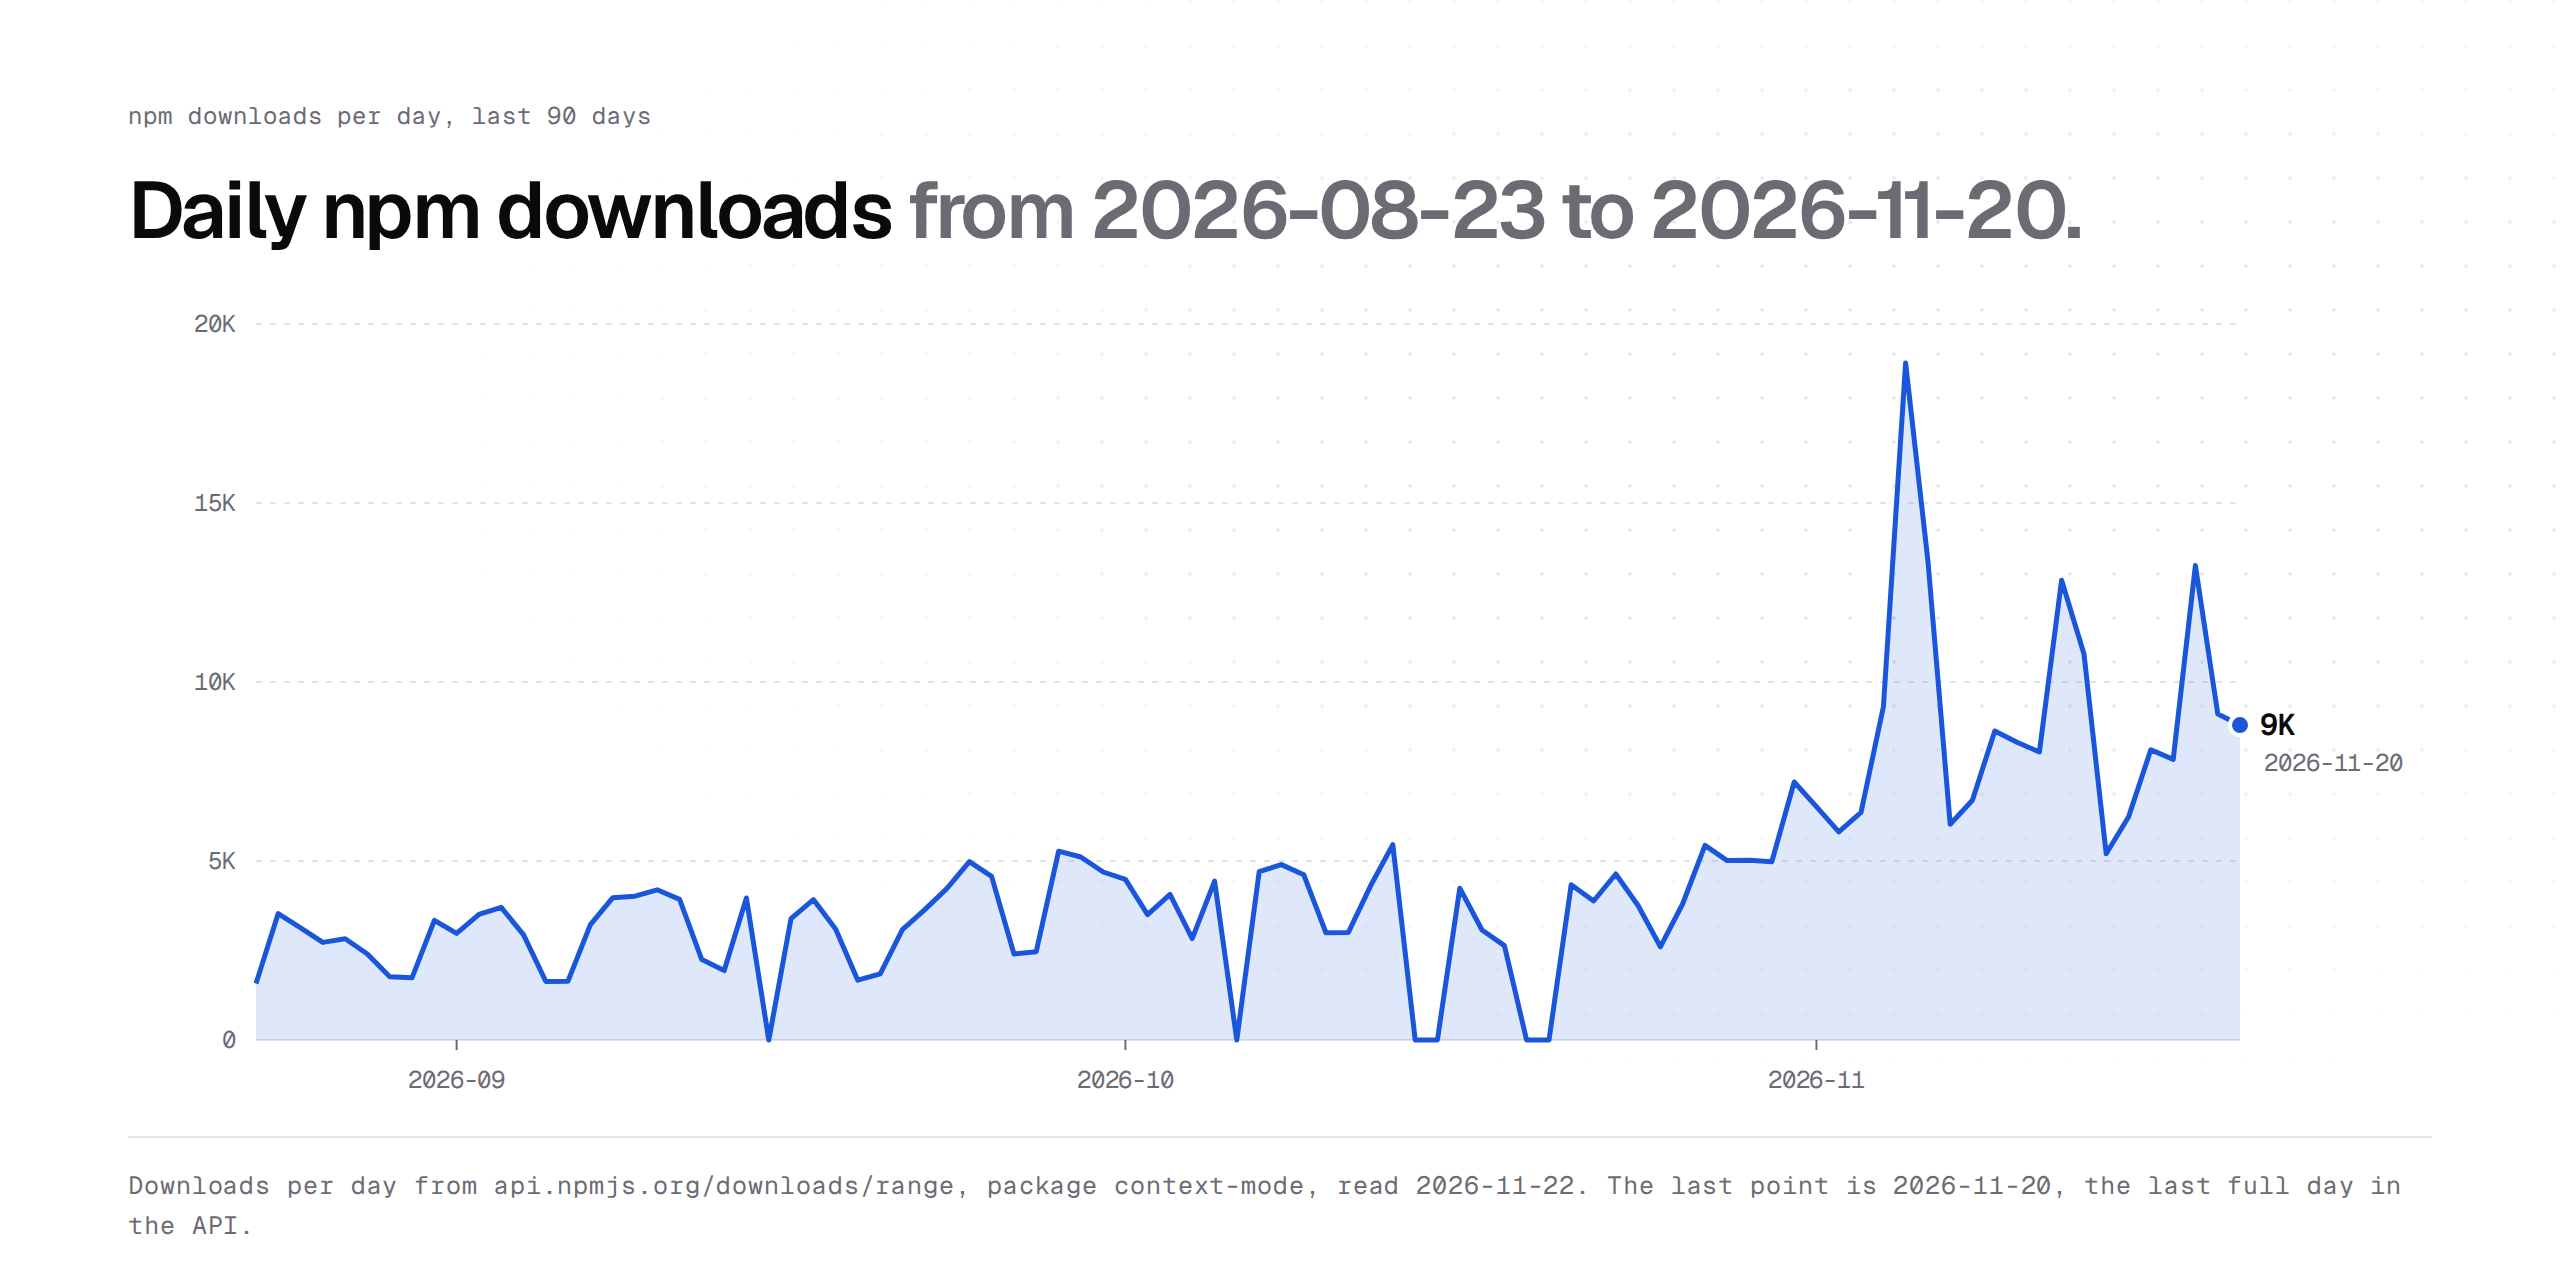 npm downloads per day, last 90 days
Daily npm downloads from 2026-08-23 to 2026-11-20.
20K
15K
10K
5K
0
9K
2026-11-20
2026-09
2026-10
2026-11
Downloads per day from api.npmjs.org/downloads/range, package context-mode, read 2026-11-22. The last point is 2026-11-20, the last full day in
the API.